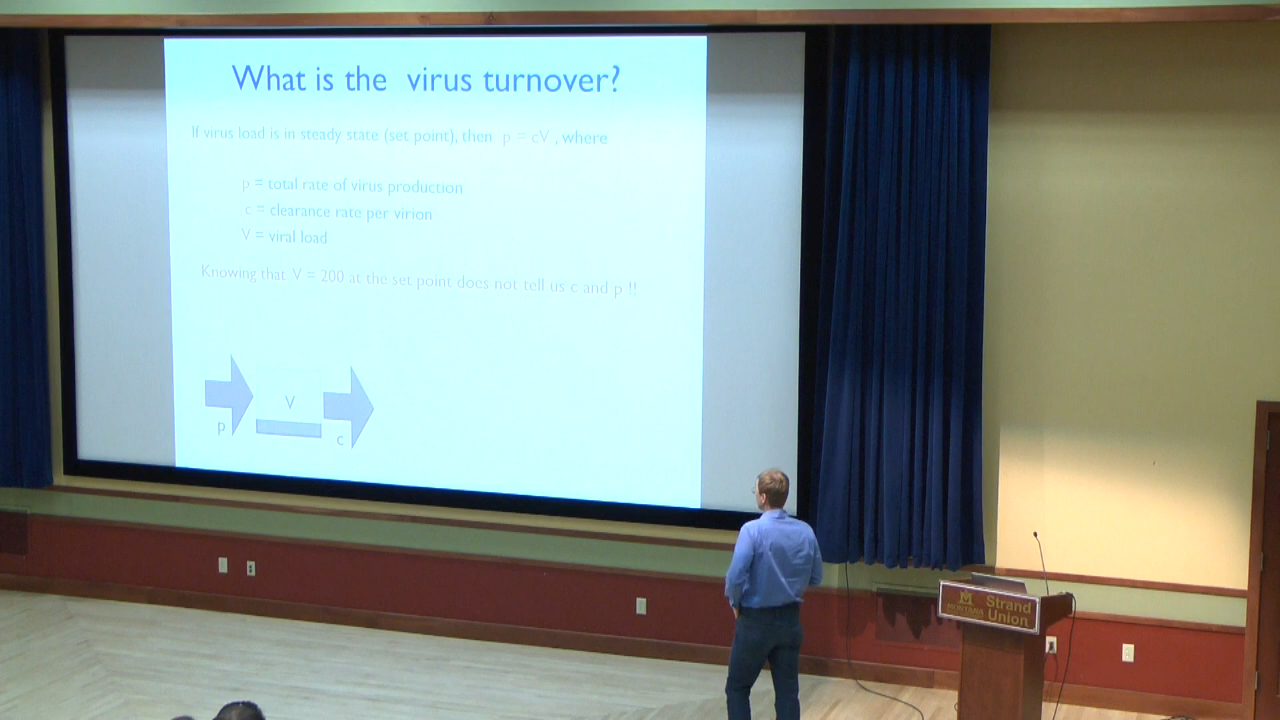 What is the virus turnover?
If virus load is in steady state (set point), then p = cV , where
p = total rate of virus production
c = clearance rate per virion
V = viral load
Knowing that V = 200 at the set point does not tell us c and p !!
V
p
c
M
MONTANA
Strand
Union